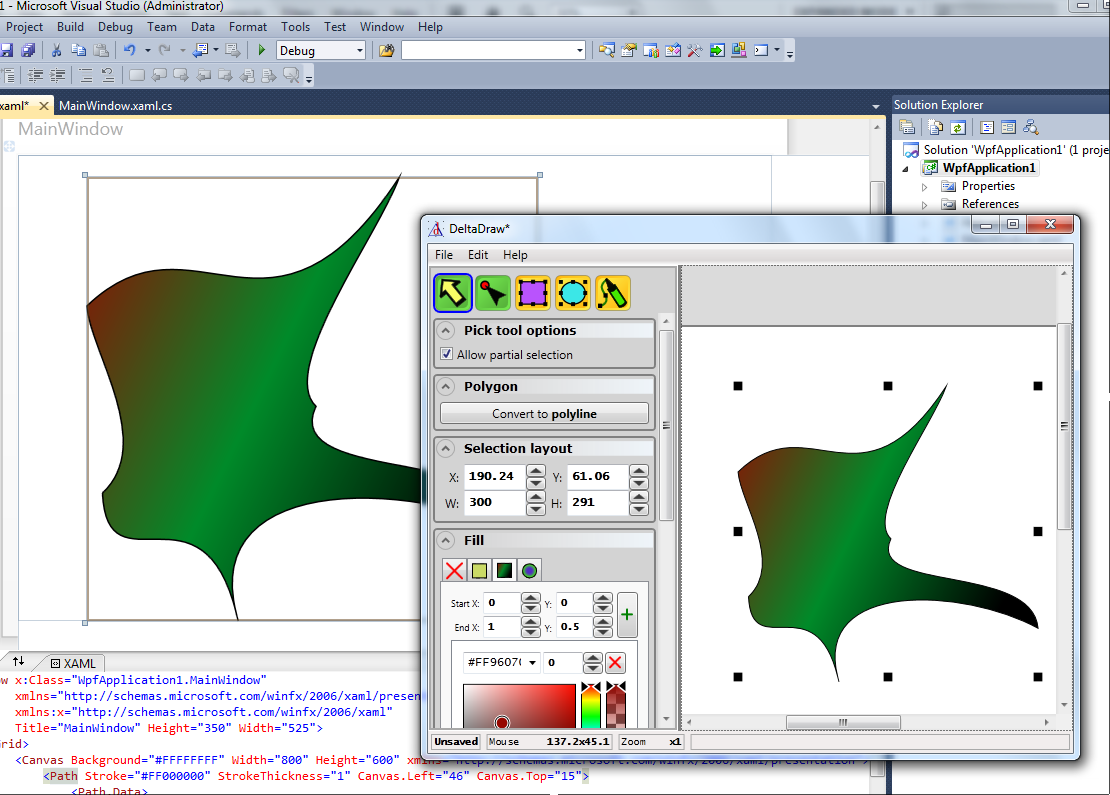 1 - Microsoft Visual Studio (Administrator)
Project Build Debug Team Data Format Tools Test Window Help
Debug
xaml* MainWindow.xaml.cs
Solution Explorer
MainWindow
Solution 'WpfApplication1' (1 proje
WpfApplication1
Properties
References
DeltaDraw*
File Edit Help
Pick tool options
Allow partial selection
Polygon
Convert to polyline
Selection layout
X: 190.24 Y: 61.06
W: 300 H: 291
Fill
Start X: 0 Y: 0
End X: 1 Y: 0.5
#FF9607 0
Unsaved Mouse 137.2x45.1 Zoom x1
XAML
ow x:Class="WpfApplication1.MainWindow"
xmlns="http://schemas.microsoft.com/winfx/2006/xaml/presen
xmlns:x="http://schemas.microsoft.com/winfx/2006/xaml"
Title="MainWindow" Height="350" Width="525">
rid>
<Canvas Background="#FFFFFFFF" Width="800" Height="600" xmlns="http://schemas.microsoft.com/winfx/2006/xaml/presentation">
<Path Stroke="#FF000000" StrokeThickness="1" Canvas.Left="46" Canvas.Top="15">
<Path.Data>